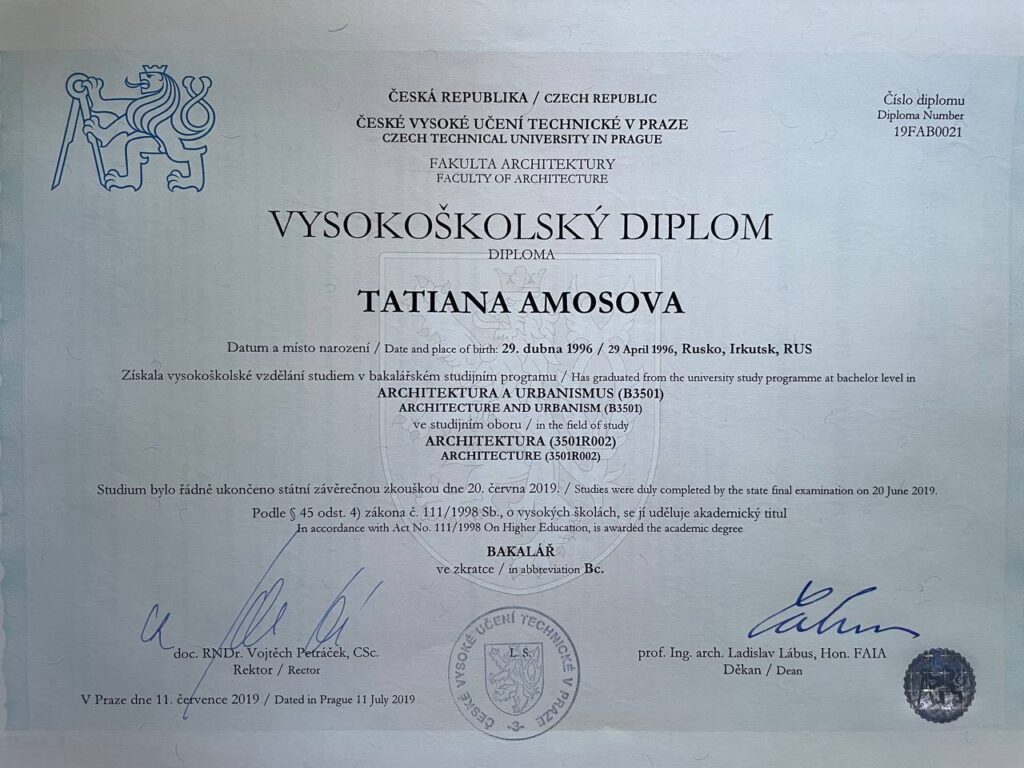 ČESKÁ REPUBLIKA / CZECH REPUBLIC
ČESKÉ VYSOKÉ UČENÍ TECHNICKÉ V PRAZE
CZECH TECHNICAL UNIVERSITY IN PRAGUE
FAKULTA ARCHITEKTURY
FACULTY OF ARCHITECTURE
Číslo diplomu
Diploma Number
19FAB0021
VYSOKOŠKOLSKÝ DIPLOM
DIPLOMA
TATIANA AMOSOVA
Datum a místo narození / Date and place of birth: 29. dubna 1996 / 29 April 1996, Rusko, Irkutsk, RUS
Získala vysokoškolské vzdělání studiem v bakalářském studijním programu / Has graduated from the university study programme at bachelor level in
ARCHITEKTURA A URBANISMUS (B3501)
ARCHITECTURE AND URBANISM (B3501)
ve studijním oboru / in the field of study
ARCHITEKTURA (3501R002)
ARCHITECTURE (3501R002)
Studium bylo řádně ukončeno státní závěrečnou zkouškou dne 20. června 2019. / Studies were duly completed by the state final examination on 20 June 2019.
Podle § 45 odst. 4) zákona č. 111/1998 Sb., o vysokých školách, se jí uděluje akademický titul
In accordance with Act No. 111/1998 On Higher Education, is awarded the academic degree
BAKALÁŘ
ve zkratce / in abbreviation Bc.
doc. RNDr. Vojtěch Petráček, CSc.
Rektor / Rector
V Praze dne 11. července 2019 / Dated in Prague 11 July 2019
ČESKÉ VYSOKÉ UČENÍ TECHNICKÉ V PRAZE
L. S.
-3-
prof. Ing. arch. Ladislav Lábus, Hon. FAIA
Děkan / Dean